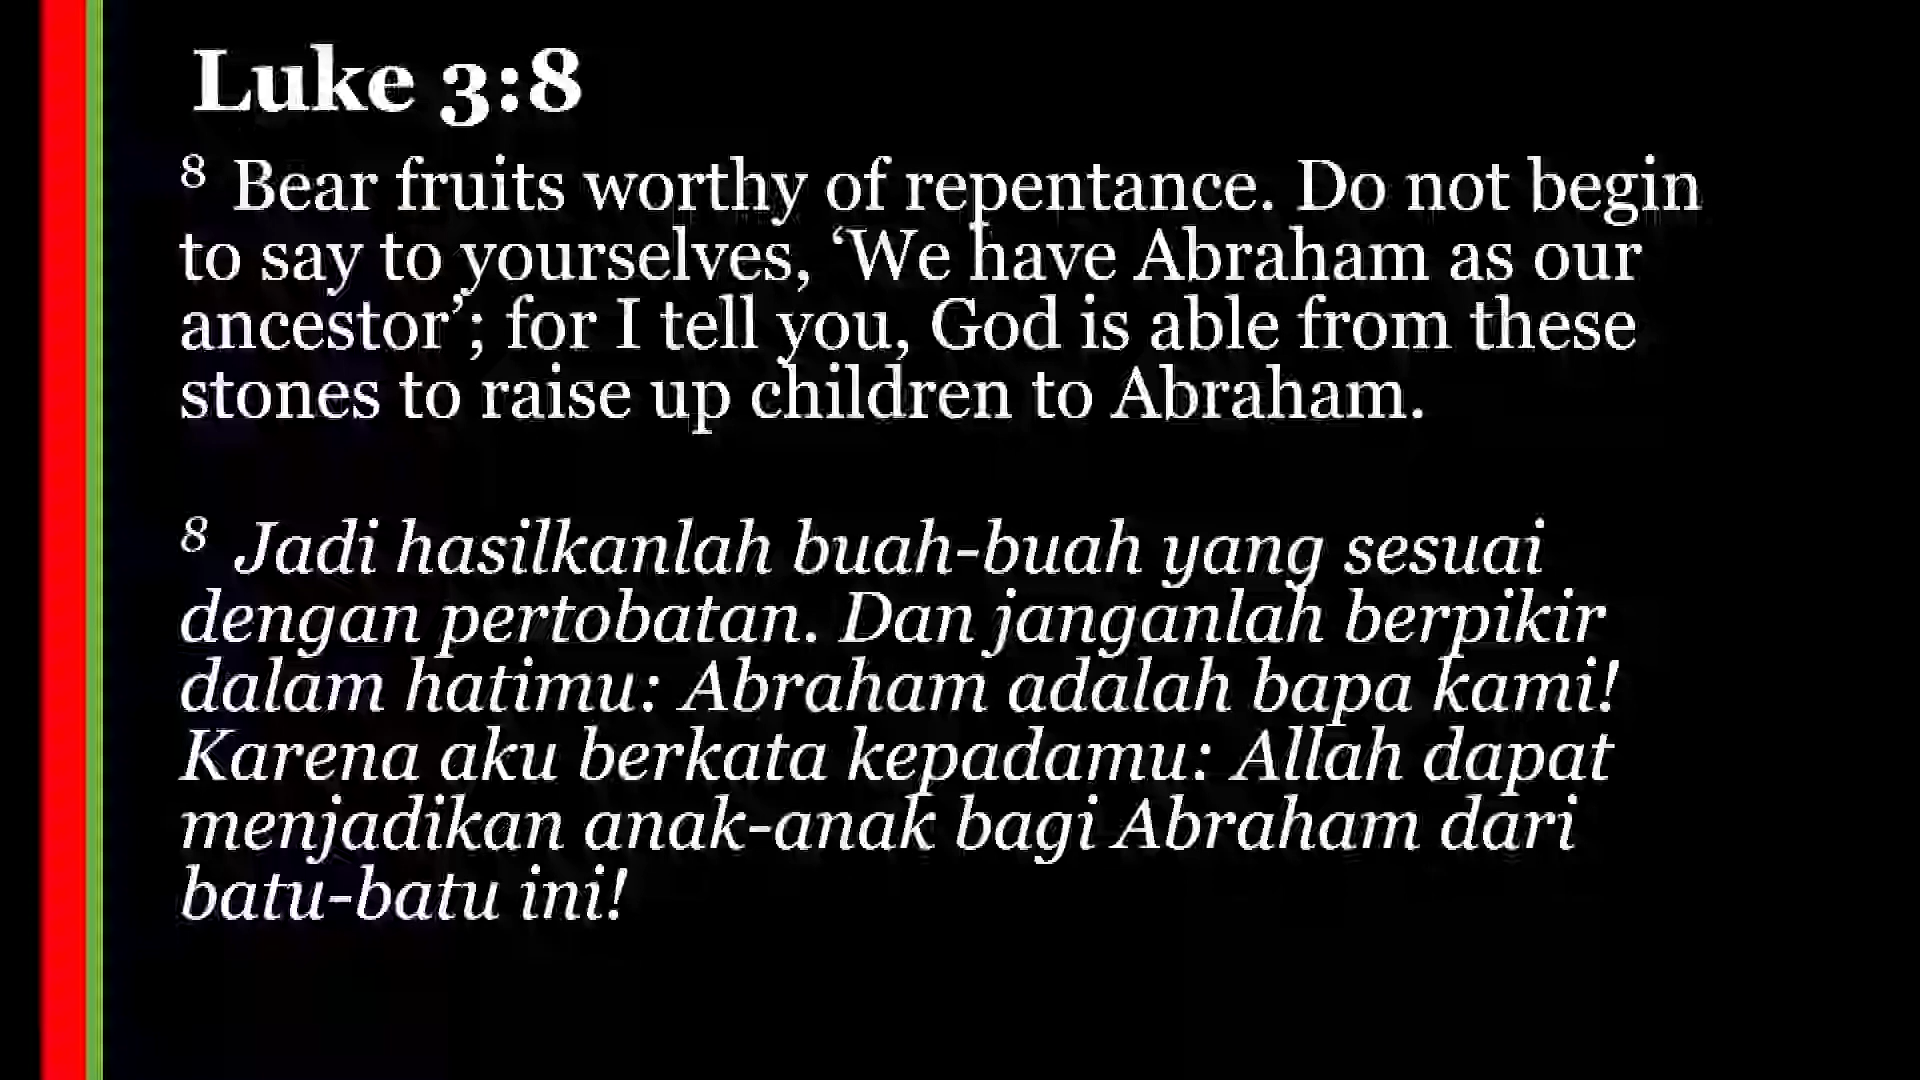 Luke 3:8
8 Bear fruits worthy of repentance. Do not begin
to say to yourselves, ‘We have Abraham as our
ancestor’; for I tell you, God is able from these
stones to raise up children to Abraham.
8 Jadi hasilkanlah buah-buah yang sesuai
dengan pertobatan. Dan janganlah berpikir
dalam hatimu: Abraham adalah bapa kami!
Karena aku berkata kepadamu: Allah dapat
menjadikan anak-anak bagi Abraham dari
batu-batu ini!